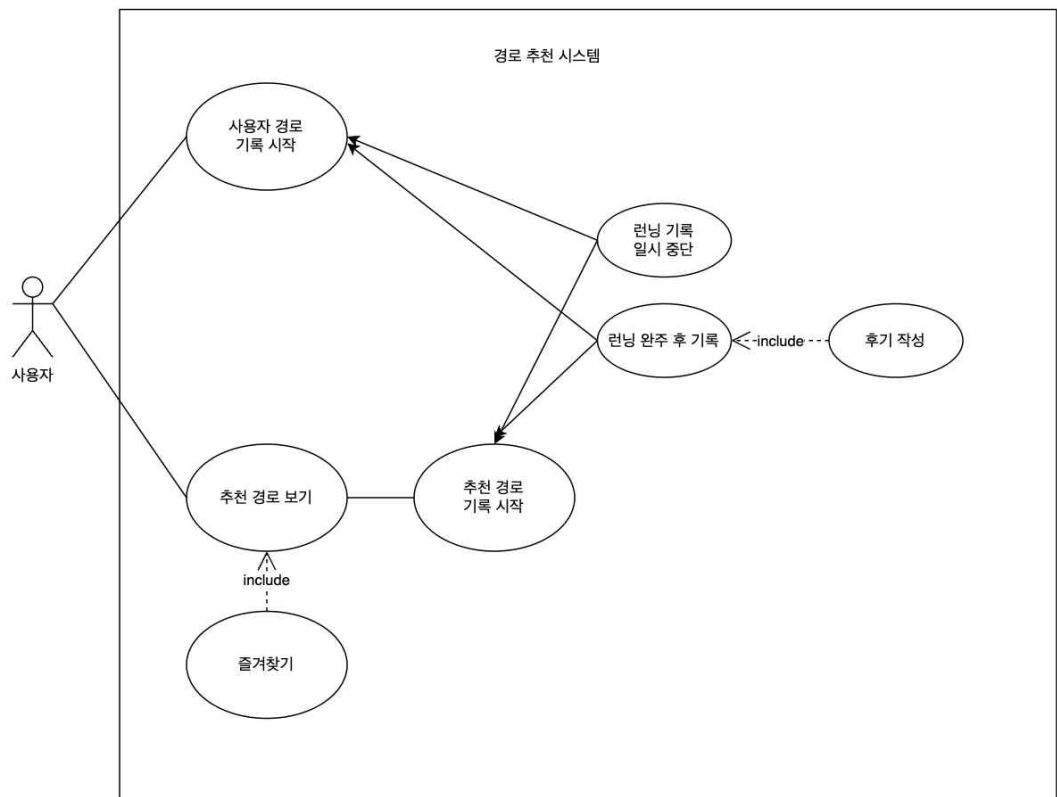 경로 추천 시스템
사용자 경로
기록 시작
런닝 기록
일시 중단
런닝 완주 후 기록
include
후기 작성
사용자
추천 경로 보기
추천 경로
기록 시작
include
즐겨찾기